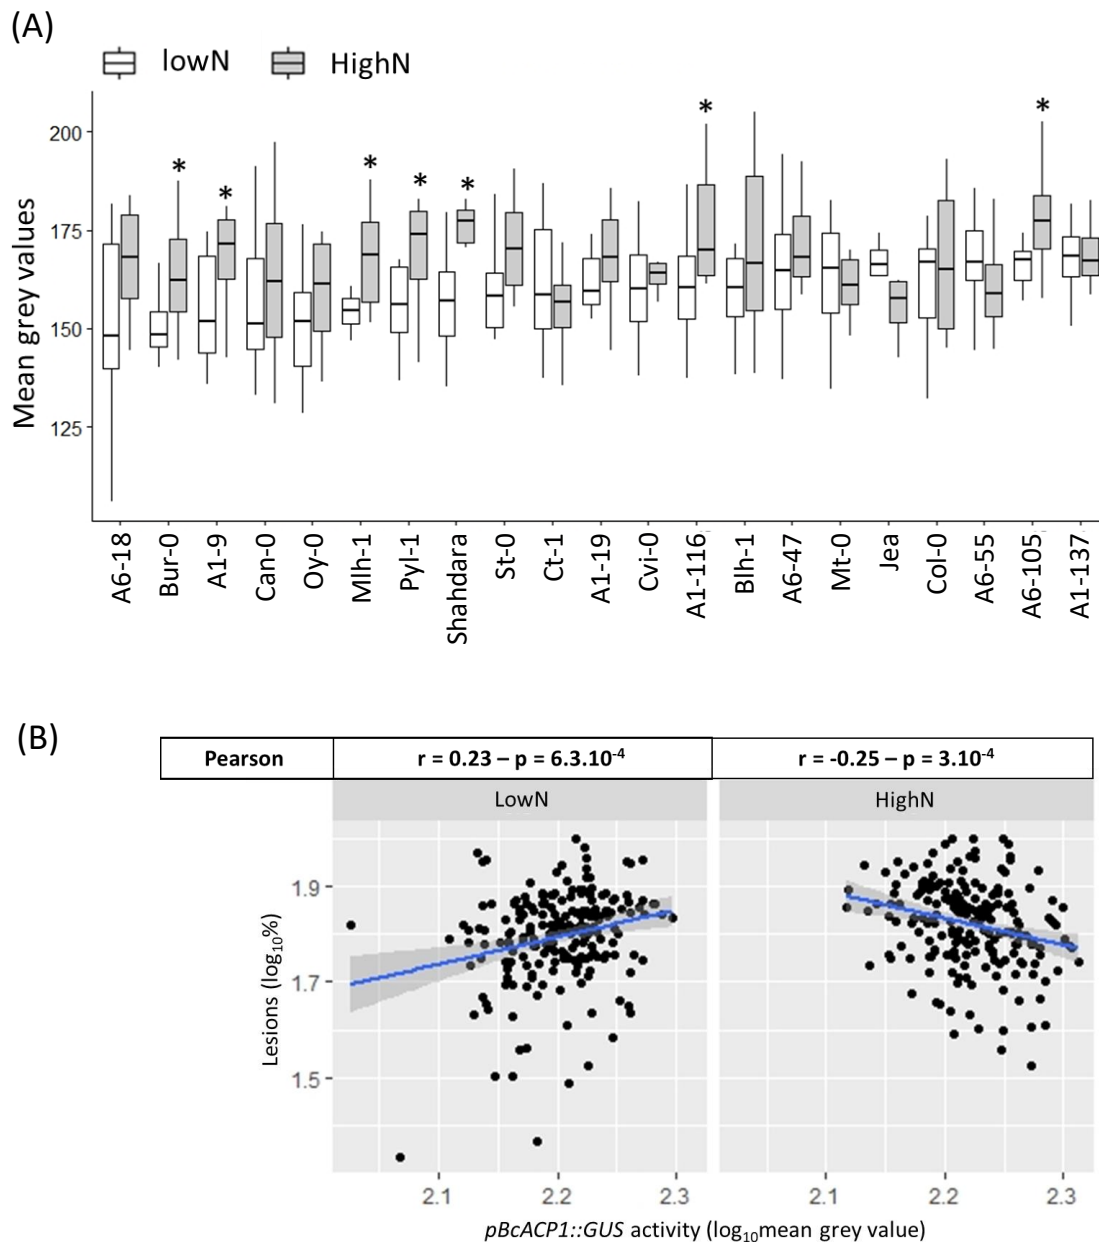 (A)
lowN HighN
Mean grey values
200
175
150
125
* * * * * * * *
A6-18 Bur-0 A1-9 Can-0 Oy-0 Mlh-1 Pyl-1 Shahdara St-0 Ct-1 A1-19 Cvi-0 A1-116 Blh-1 A6-47 Mt-0 Jea Col-0 A6-55 A6-105 A1-137
(B)
Pearson r = 0.23 – p = 6.3.10⁻⁴ r = -0.25 – p = 3.10⁻⁴
LowN HighN
Lesions (log₁₀%)
1.9
1.7
1.5
2.1 2.2 2.3 2.1 2.2 2.3
pBcACP1::GUS activity (log₁₀mean grey value)